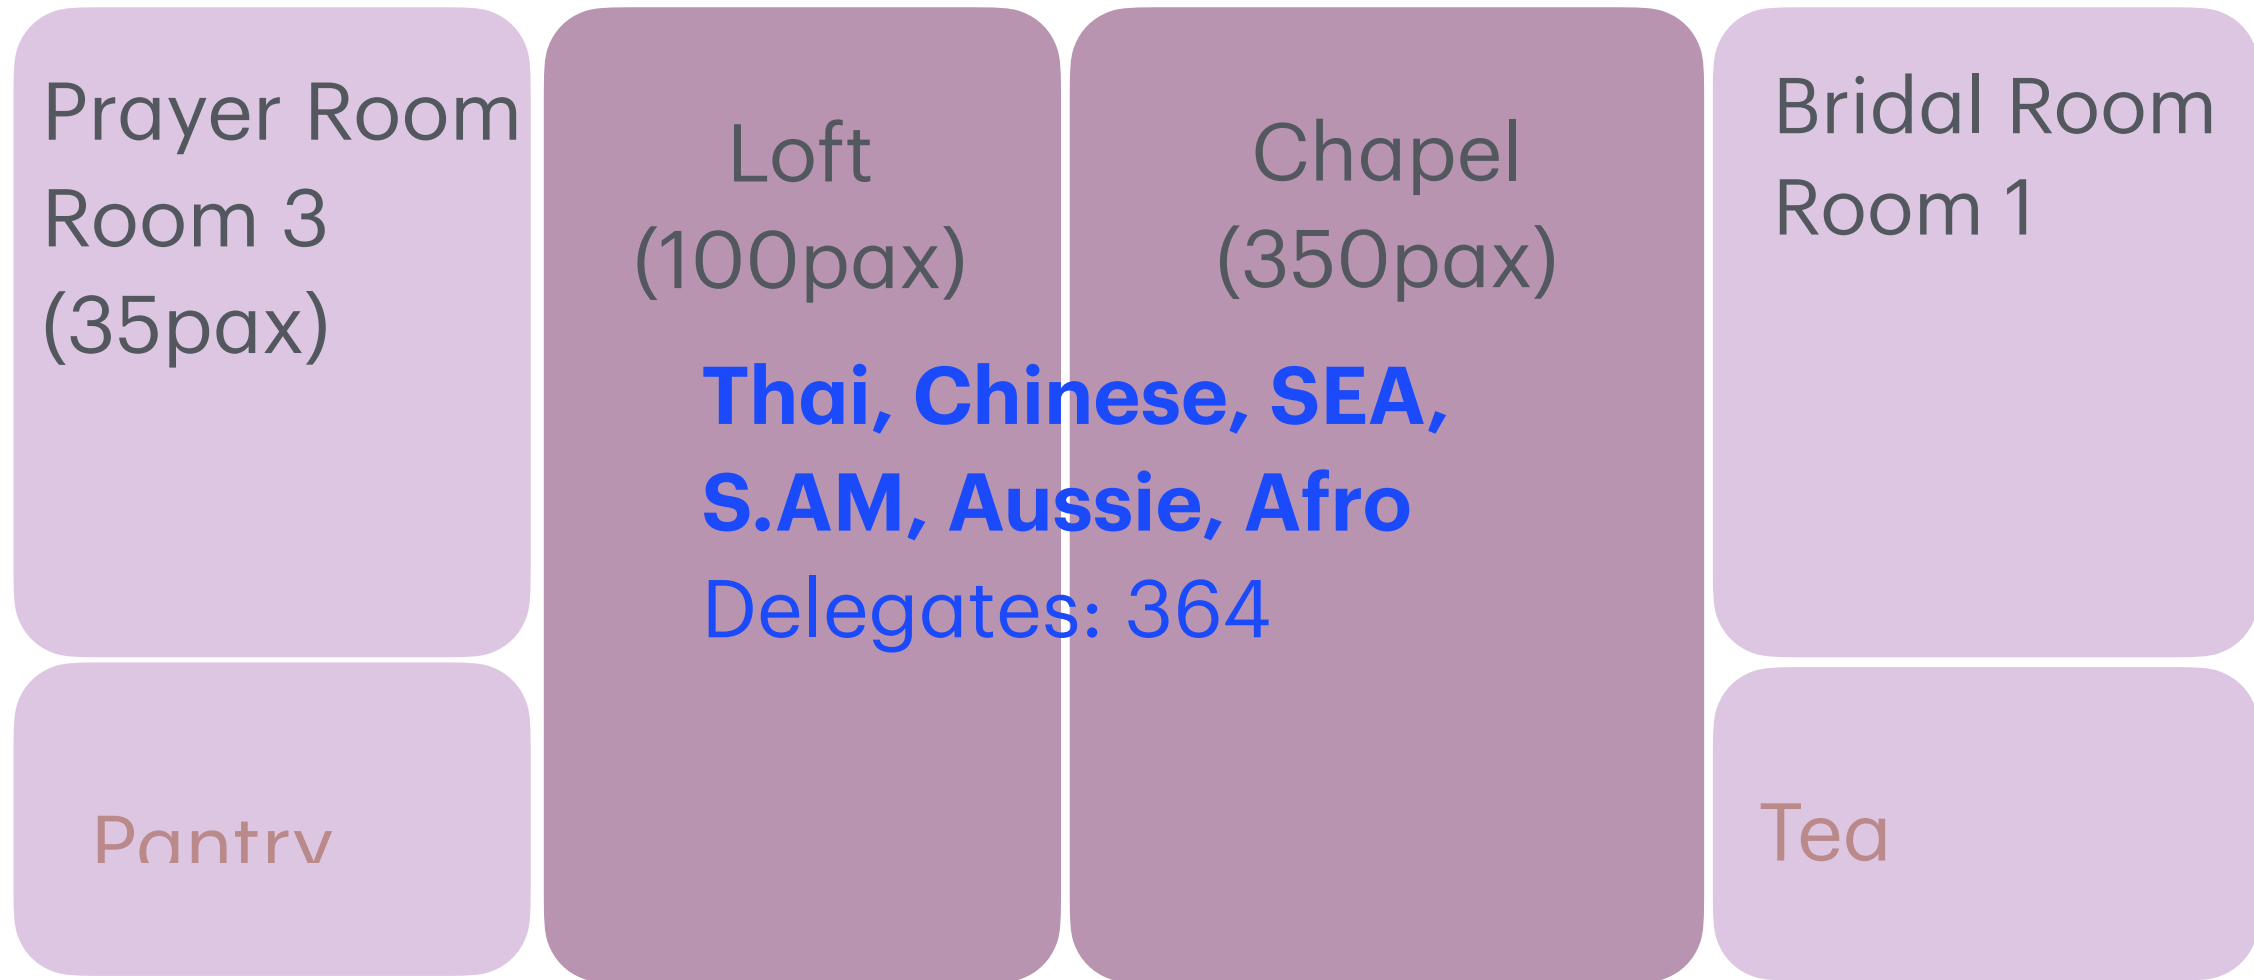 Prayer Room
Room 3
(35pax)
Loft
(100pax)
Chapel
(350pax)
Thai, Chinese, SEA,
S.AM, Aussie, Afro
Delegates: 364
Bridal Room
Room 1
Pantry
Tea